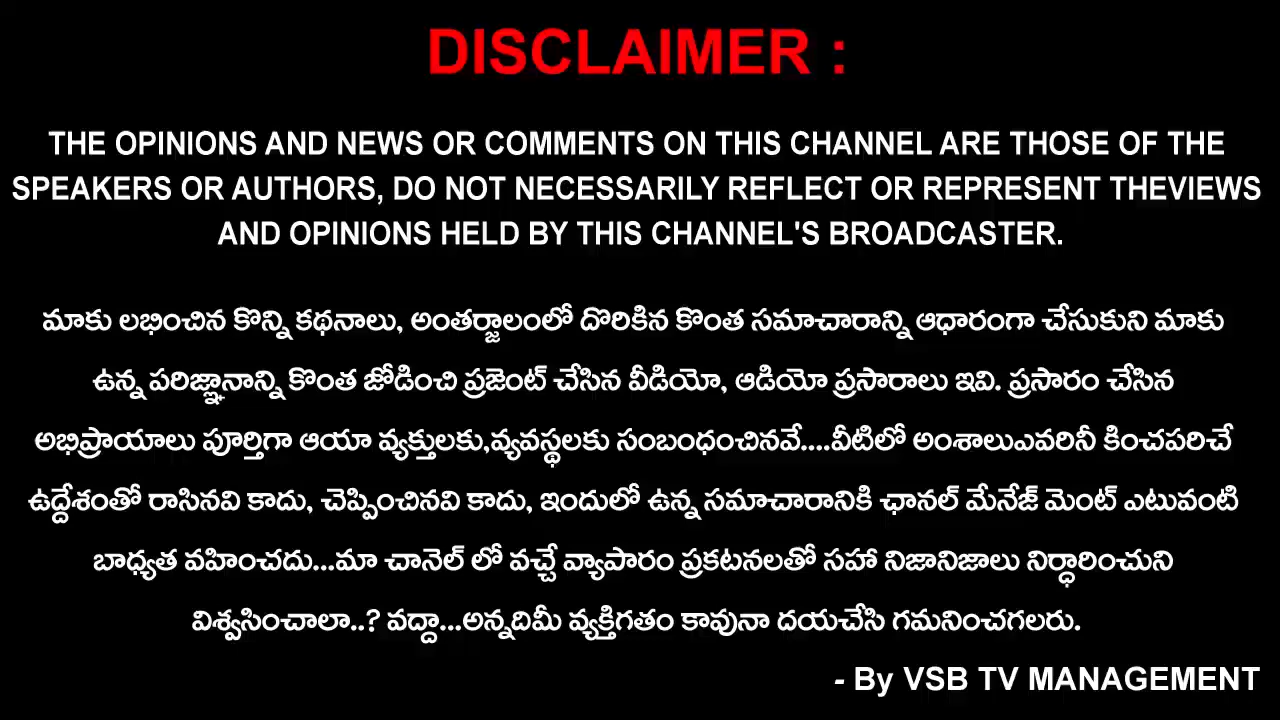 DISCLAIMER :
THE OPINIONS AND NEWS OR COMMENTS ON THIS CHANNEL ARE THOSE OF THE
SPEAKERS OR AUTHORS, DO NOT NECESSARILY REFLECT OR REPRESENT THEVIEWS
AND OPINIONS HELD BY THIS CHANNEL'S BROADCASTER.
మాకు లభించిన కొన్ని కథనాలు, అంతర్జాలంలో దొరికిన కొంత సమాచారాన్ని ఆధారంగా చేసుకుని మాకు
ఉన్న పరిజ్ఞానాన్ని కొంత జోడించి ప్రజెంట్ చేసిన వీడియో, ఆడియో ప్రసారాలు ఇవి. ప్రసారం చేసిన
అభిప్రాయాలు పూర్తిగా ఆయా వ్యక్తులకు,వ్యవస్థలకు సంబంధంచినవే....వీటిలో అంశాలుఎవరినీ కించపరిచే
ఉద్దేశంతో రాసినవి కాదు, చెప్పించినవి కాదు, ఇందులో ఉన్న సమాచారానికి ఛానల్ మేనేజ్ మెంట్ ఎటువంటి
బాధ్యత వహించదు...మా చానెల్ లో వచ్చే వ్యాపారం ప్రకటనలతో సహా నిజానిజాలు నిర్ధారించుని
విశ్వసించాలా..? వద్దా...అన్నదిమీ వ్యక్తిగతం కావునా దయచేసి గమనించగలరు.
- By VSB TV MANAGEMENT